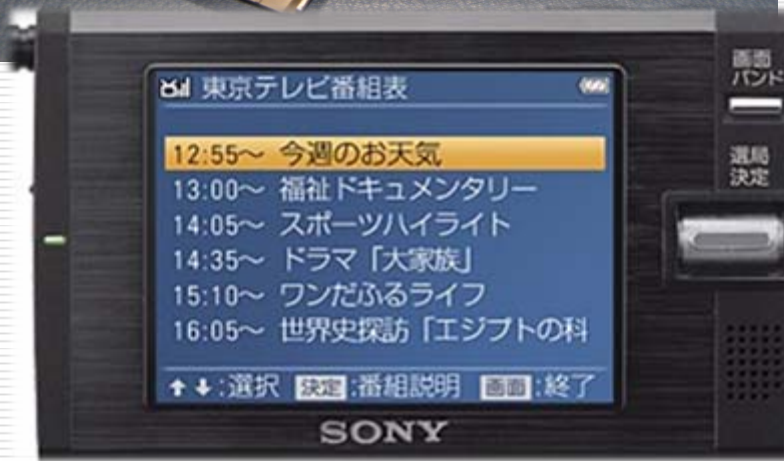 東京テレビ番組表
12:55～ 今週のお天気
13:00～ 福祉ドキュメンタリー
14:05～ スポーツハイライト
14:35～ ドラマ「大家族」
15:10～ ワンだふるライフ
16:05～ 世界史探訪「エジプトの科
↑↓:選択 決定:番組説明 画面:終了
SONY
画面
バンド
選局
決定